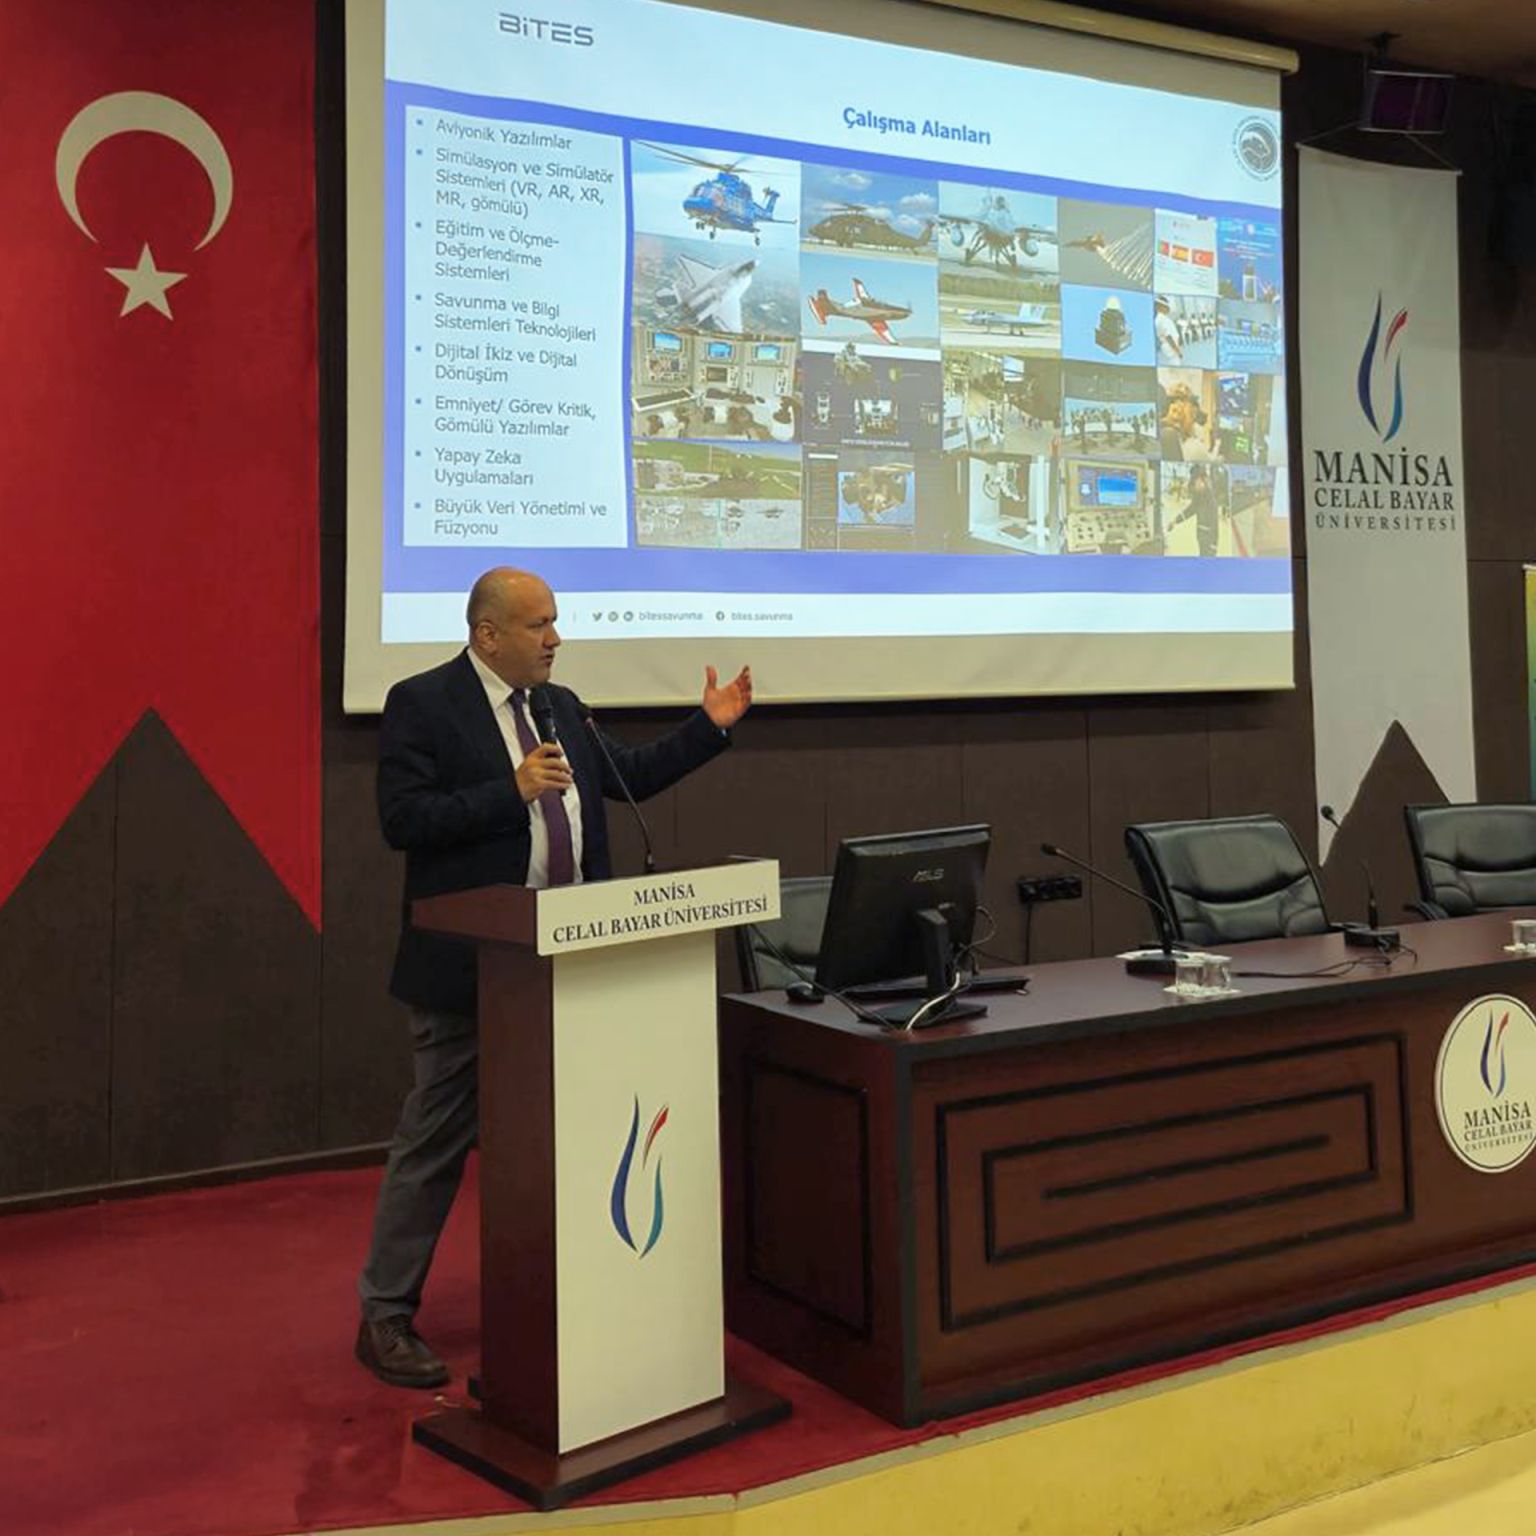 BiTES
Çalışma Alanları
Aviyonik Yazılımlar
Simülasyon ve Simülatör
Sistemleri (VR, AR, XR,
MR, gömülü)
Eğitim ve Ölçme-
Değerlendirme
Sistemleri
Savunma ve Bilgi
Sistemleri Teknolojileri
Dijital İkiz ve Dijital
Dönüşüm
Emniyet/ Görev Kritik,
Gömülü Yazılımlar
Yapay Zeka
Uygulamaları
Büyük Veri Yönetimi ve
Füzyonu
bitessavunma
bites.savunma
MANİSA
CELAL BAYAR
ÜNİVERSİTESİ
MANİSA
CELAL BAYAR ÜNİVERSİTESİ
MANİSA
CELAL BAYAR
ÜNİVERSİTESİ